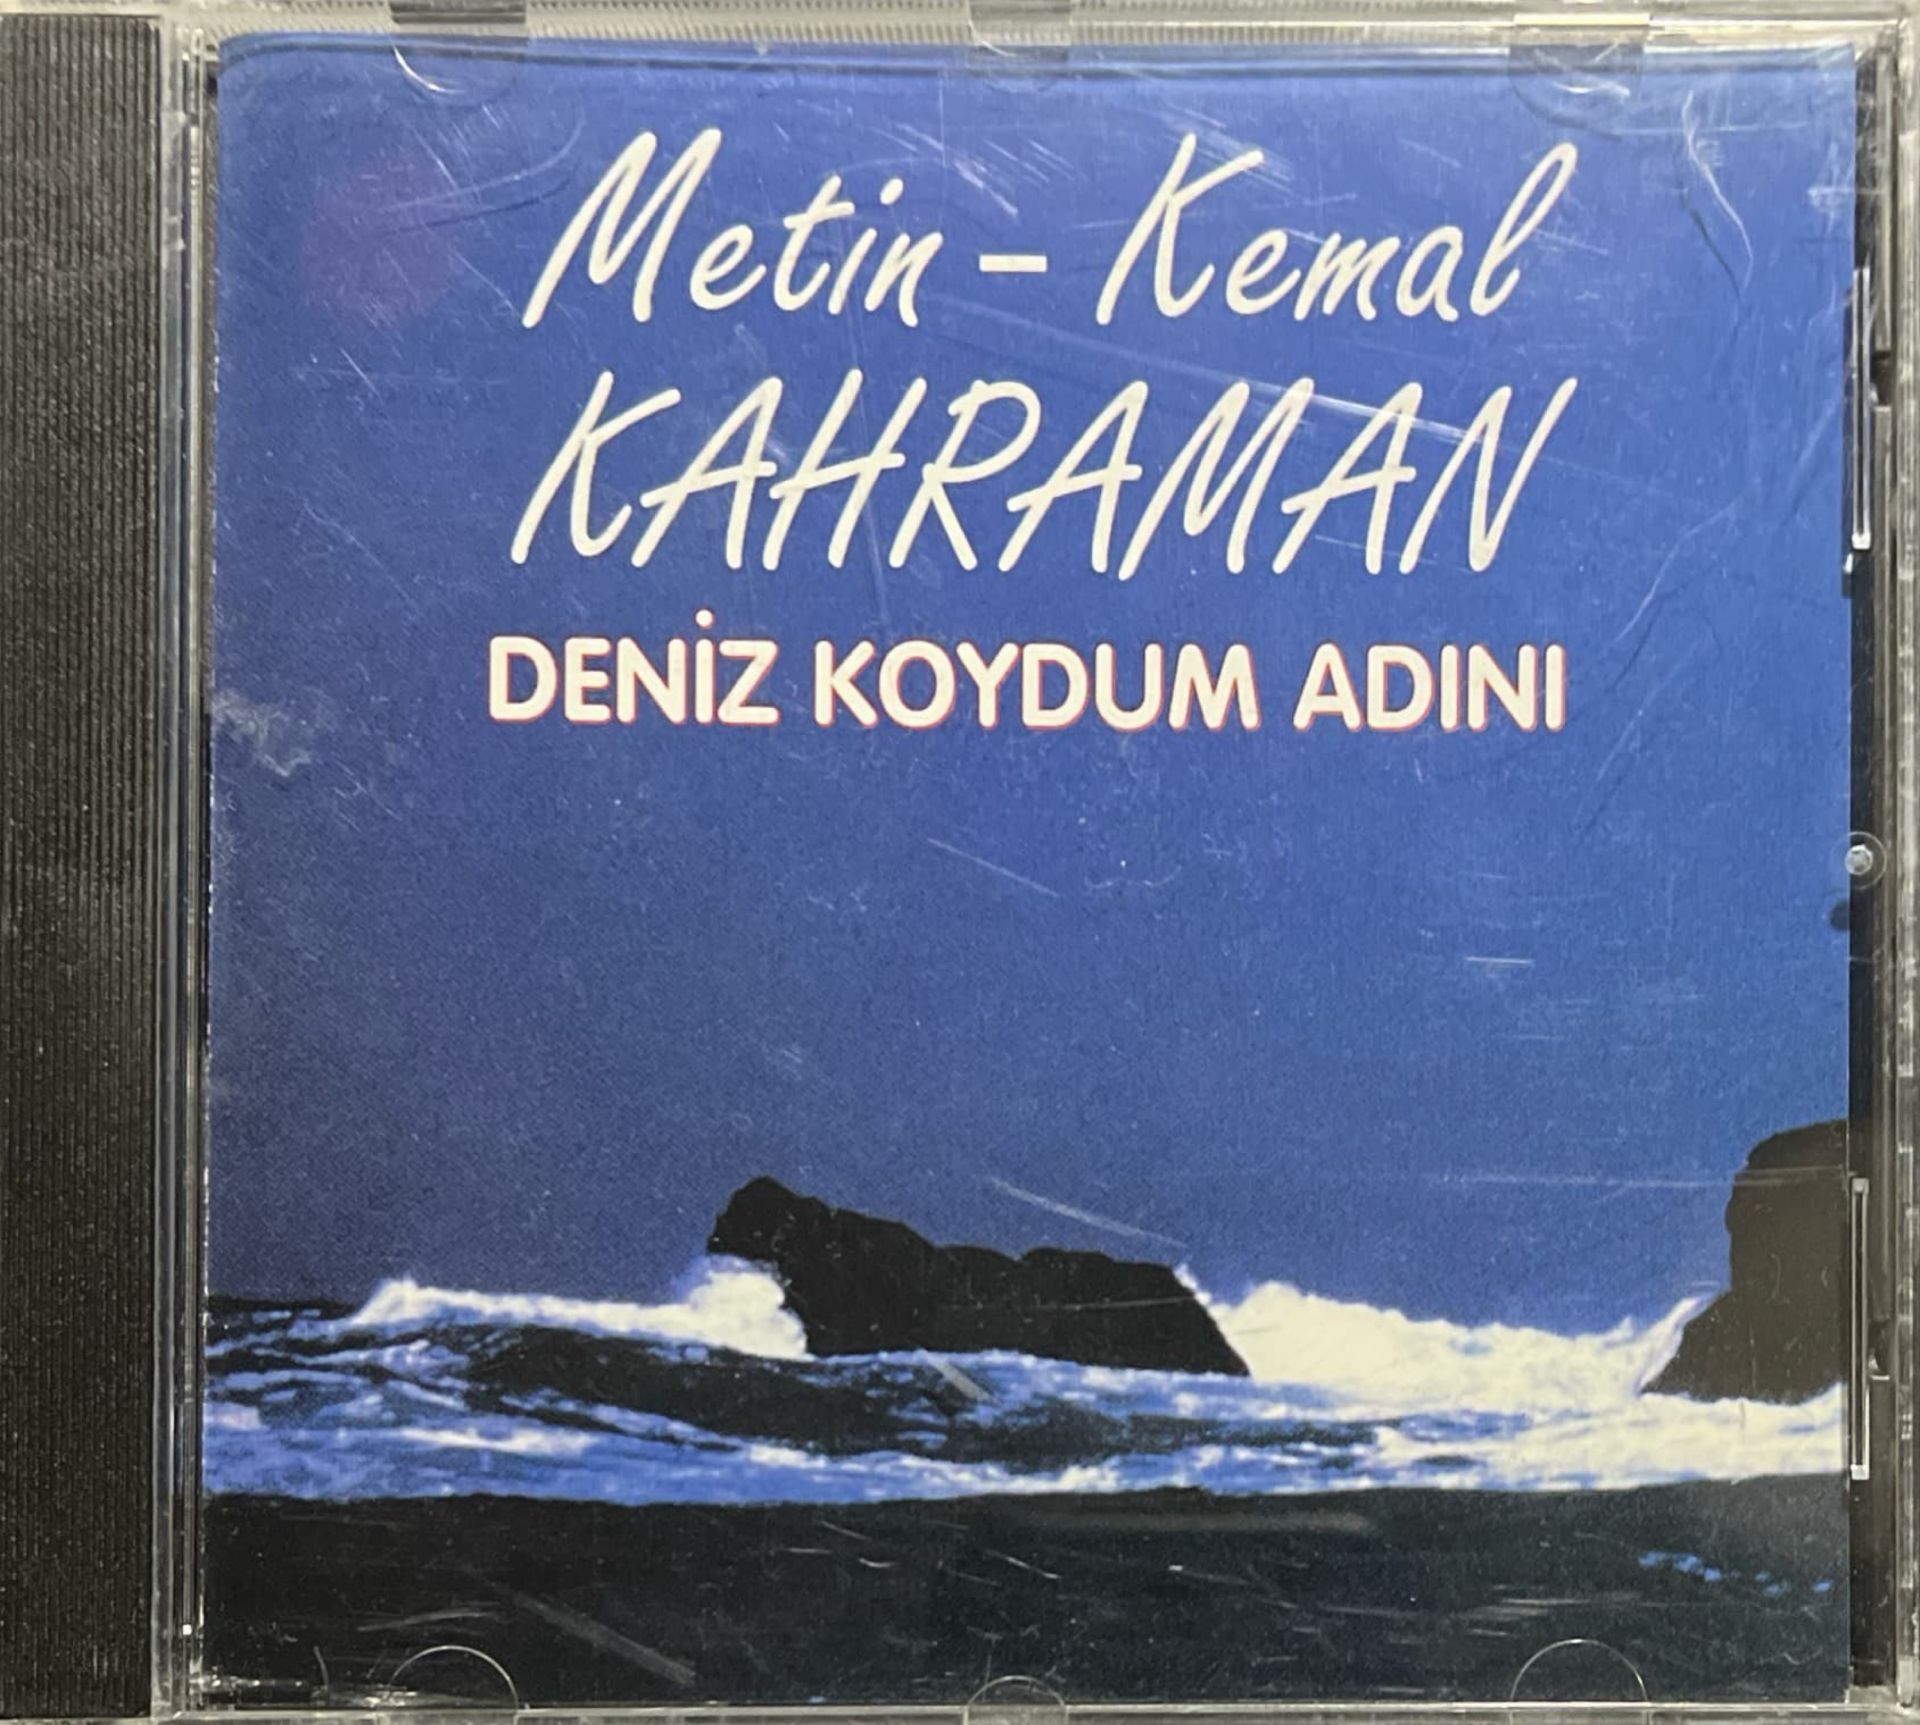 Metin - Kemal
KAHRAMAN
DENİZ KOYDUM ADINI